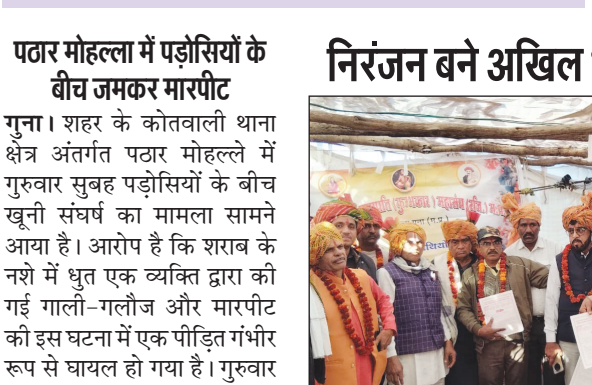 पठार मोहल्ला में पड़ोसियों के
बीच जमकर मारपीट
गुना। शहर के कोतवाली थाना
क्षेत्र अंतर्गत पठार मोहल्ले में
गुरुवार सुबह पड़ोसियों के बीच
खूनी संघर्ष का मामला सामने
आया है। आरोप है कि शराब के
नशे में धुत एक व्यक्ति द्वारा की
गई गाली-गलौज और मारपीट
की इस घटना में एक पीड़ित गंभीर
रूप से घायल हो गया है। गुरुवार
निरंजन बने अखिल